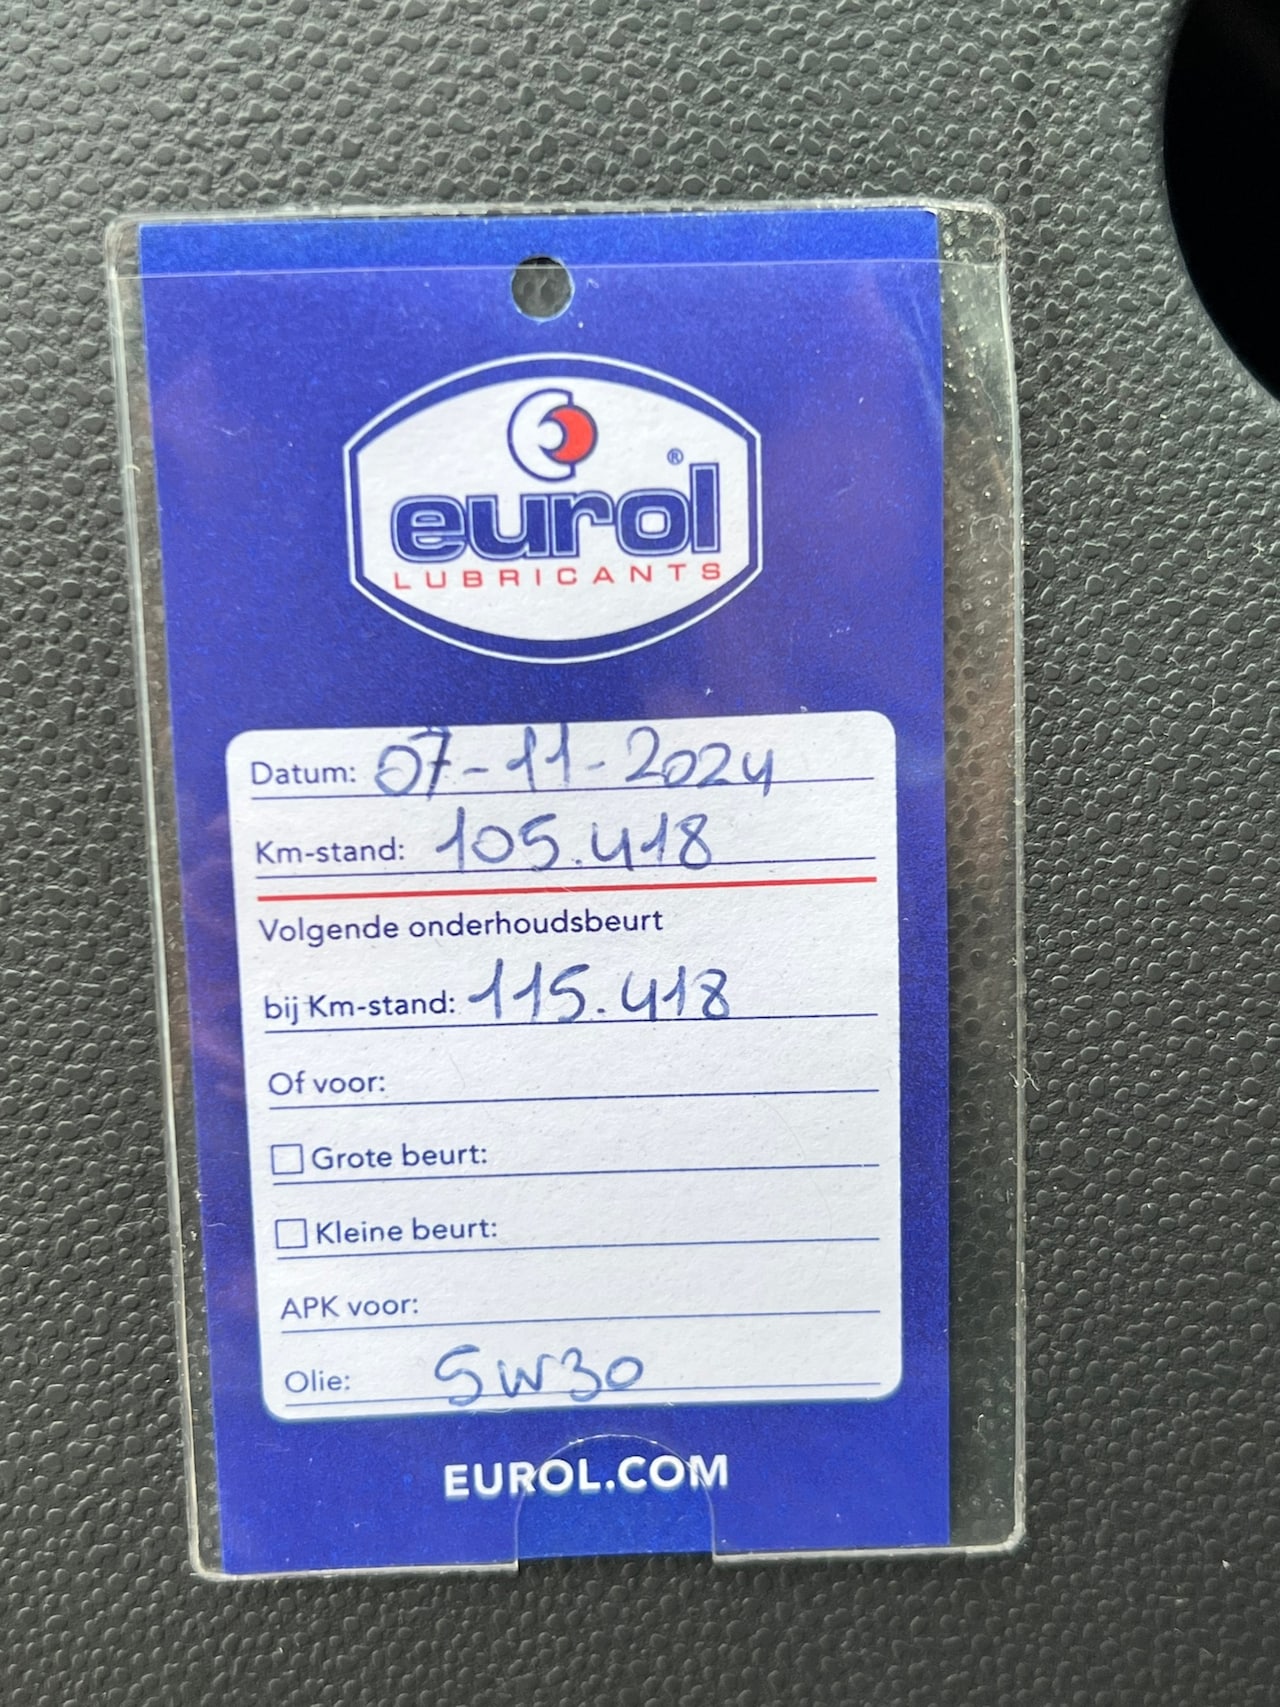 eurol®
LUBRICANTS
Datum: 07-11-2024
Km-stand: 105.418
Volgende onderhoudsbeurt
bij Km-stand: 115.418
Of voor:
Grote beurt:
Kleine beurt:
APK voor:
Olie: 5W30
EUROL.COM